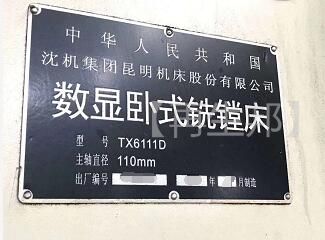 中华人民共和国
沈机集团昆明机床股份有限公司
数显卧式铣镗床
型 号 TX6111D
主轴直径 110mm
出厂编号 年 月制造